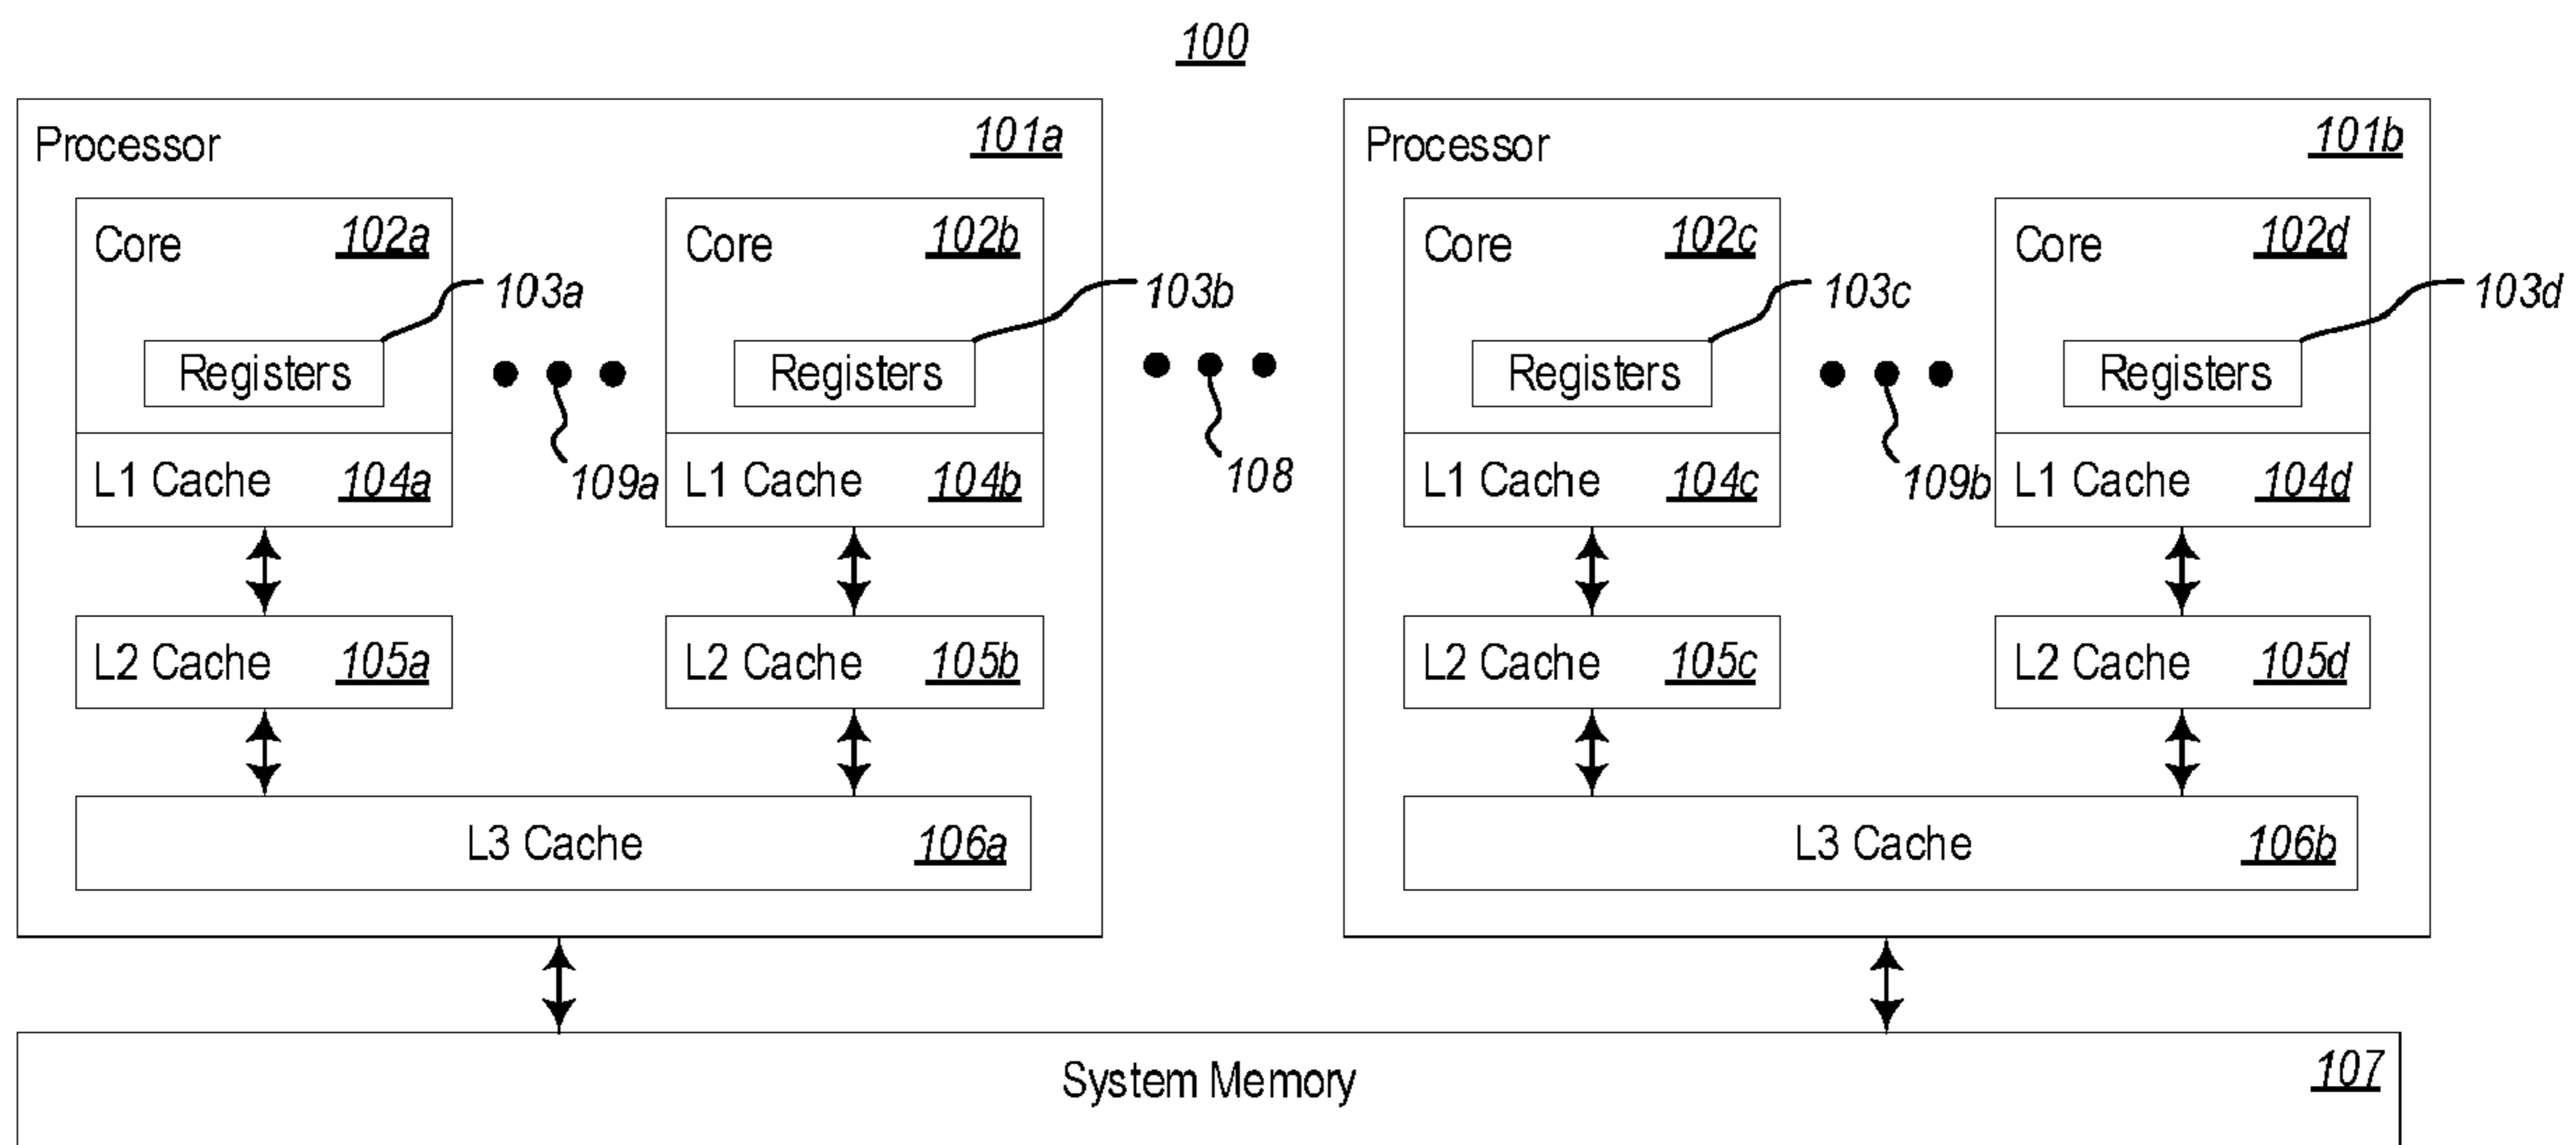 100
Processor 101a
Core 102a
103a
Registers
109a
L1 Cache 104a
L2 Cache 105a
Core 102b
103b
Registers
L1 Cache 104b
L2 Cache 105b
L3 Cache 106a
108
Processor 101b
Core 102c
103c
Registers
109b
L1 Cache 104c
L2 Cache 105c
Core 102d
103d
Registers
L1 Cache 104d
L2 Cache 105d
L3 Cache 106b
System Memory 107